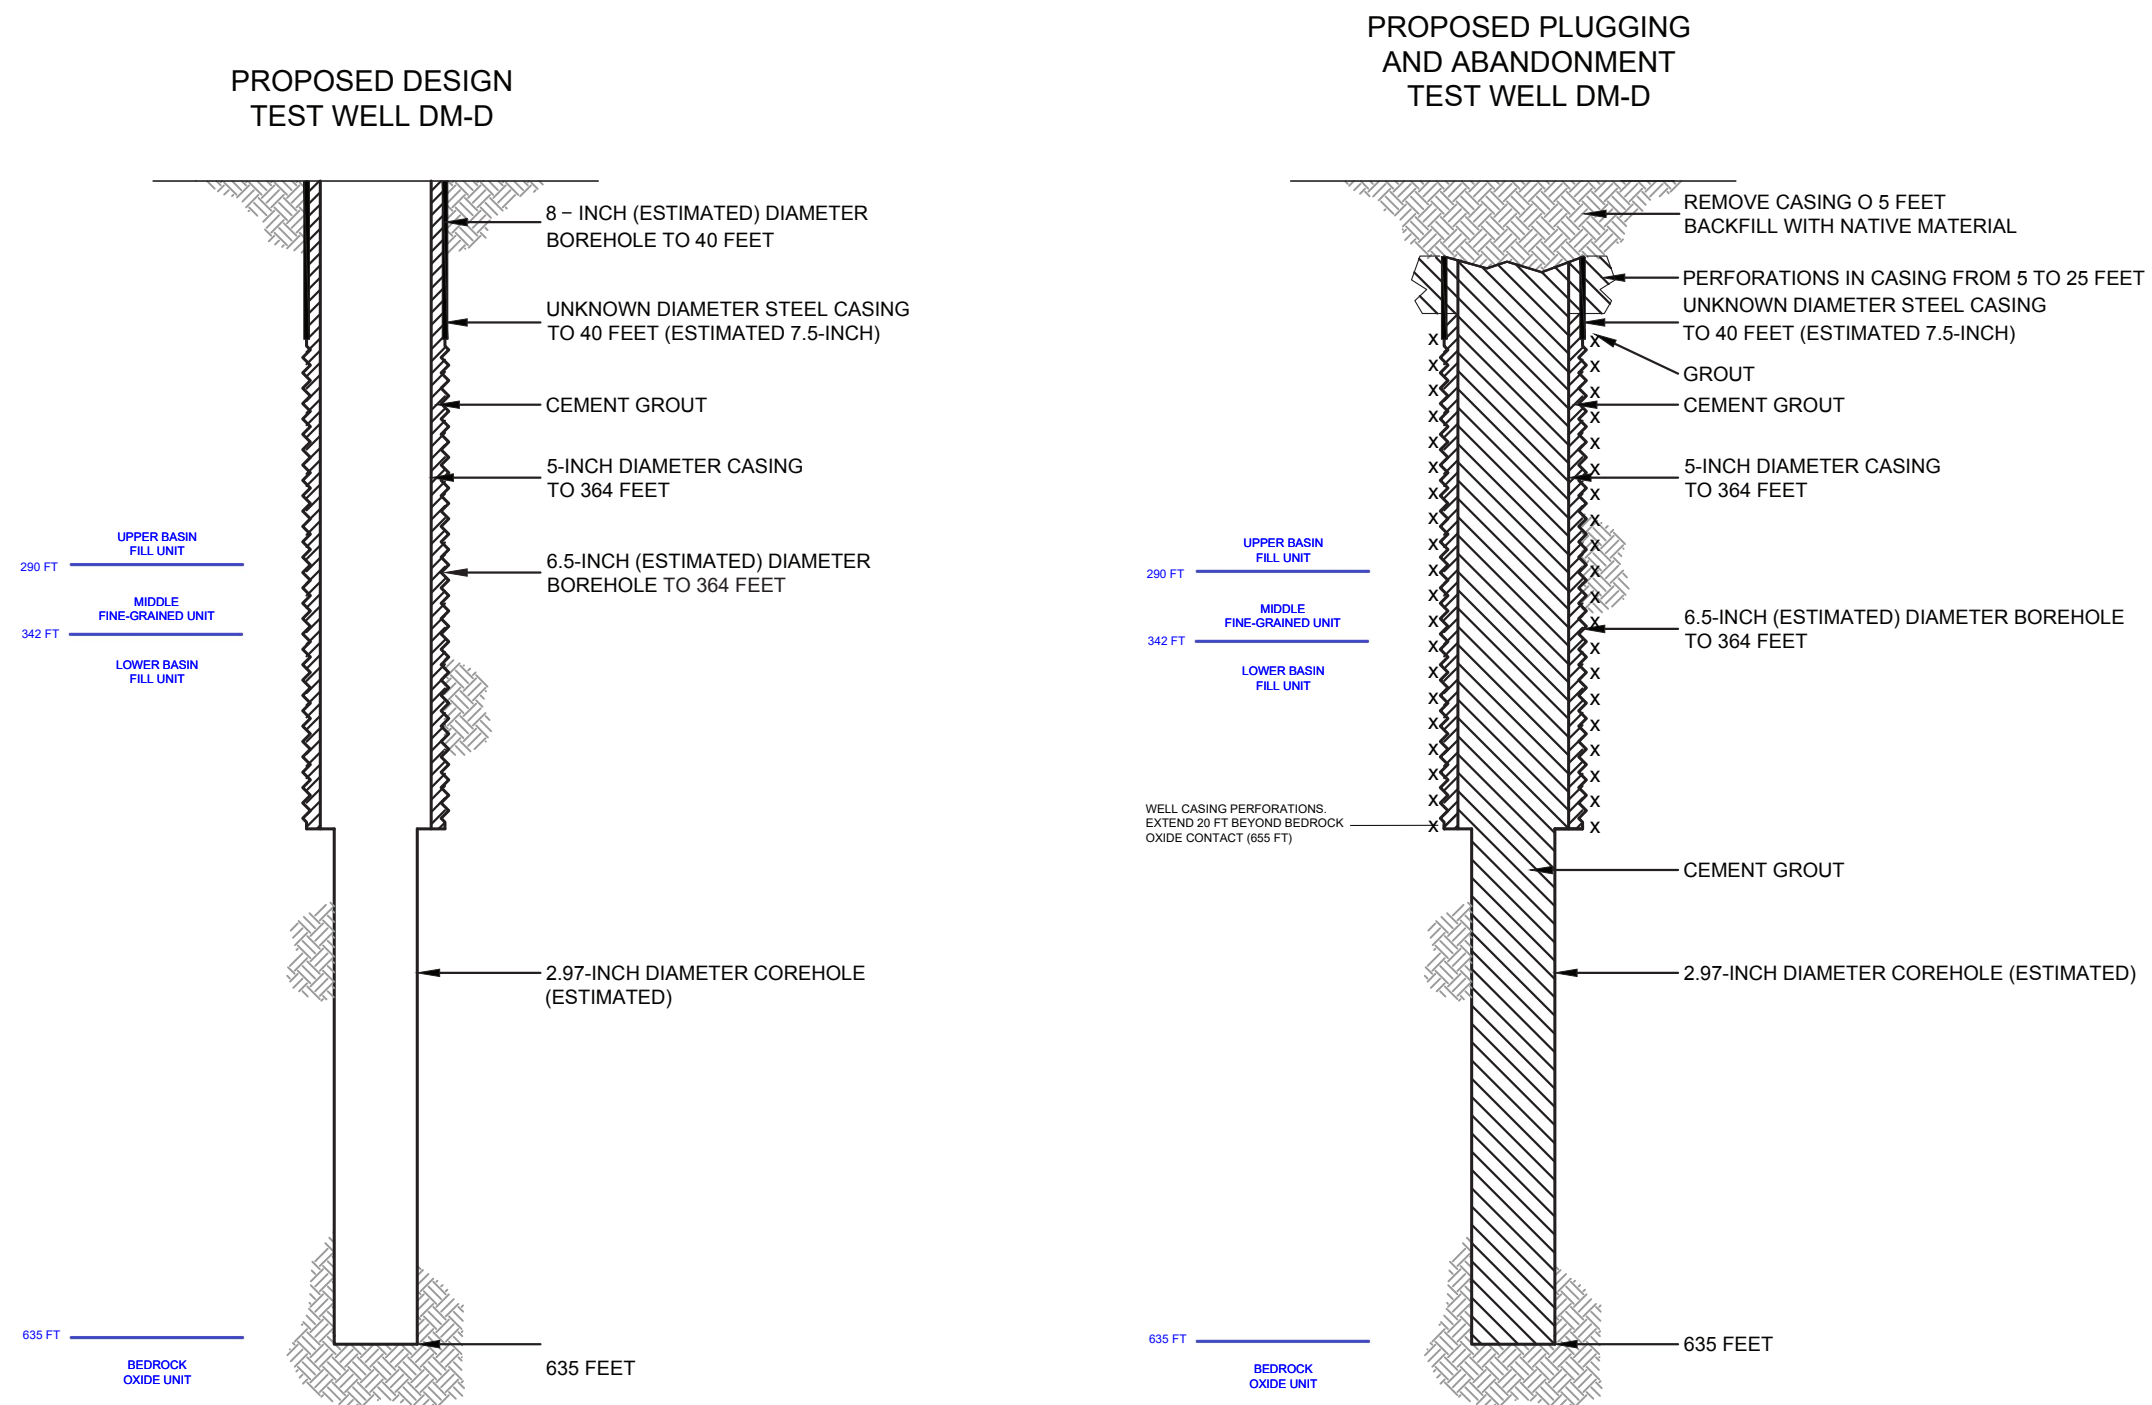 PROPOSED DESIGN
TEST WELL DM-D
8 – INCH (ESTIMATED) DIAMETER
BOREHOLE TO 40 FEET
UNKNOWN DIAMETER STEEL CASING
TO 40 FEET (ESTIMATED 7.5-INCH)
CEMENT GROUT
5-INCH DIAMETER CASING
TO 364 FEET
UPPER BASIN
FILL UNIT
290 FT
6.5-INCH (ESTIMATED) DIAMETER
BOREHOLE TO 364 FEET
MIDDLE
FINE-GRAINED UNIT
342 FT
LOWER BASIN
FILL UNIT
2.97-INCH DIAMETER COREHOLE
(ESTIMATED)
635 FT
BEDROCK
OXIDE UNIT
635 FEET
PROPOSED PLUGGING
AND ABANDONMENT
TEST WELL DM-D
REMOVE CASING O 5 FEET
BACKFILL WITH NATIVE MATERIAL
PERFORATIONS IN CASING FROM 5 TO 25 FEET
UNKNOWN DIAMETER STEEL CASING
TO 40 FEET (ESTIMATED 7.5-INCH)
GROUT
CEMENT GROUT
5-INCH DIAMETER CASING
TO 364 FEET
UPPER BASIN
FILL UNIT
290 FT
MIDDLE
FINE-GRAINED UNIT
342 FT
6.5-INCH (ESTIMATED) DIAMETER BOREHOLE
TO 364 FEET
LOWER BASIN
FILL UNIT
WELL CASING PERFORATIONS.
EXTEND 20 FT BEYOND BEDROCK
OXIDE CONTACT (655 FT)
CEMENT GROUT
2.97-INCH DIAMETER COREHOLE (ESTIMATED)
635 FT
635 FEET
BEDROCK
OXIDE UNIT